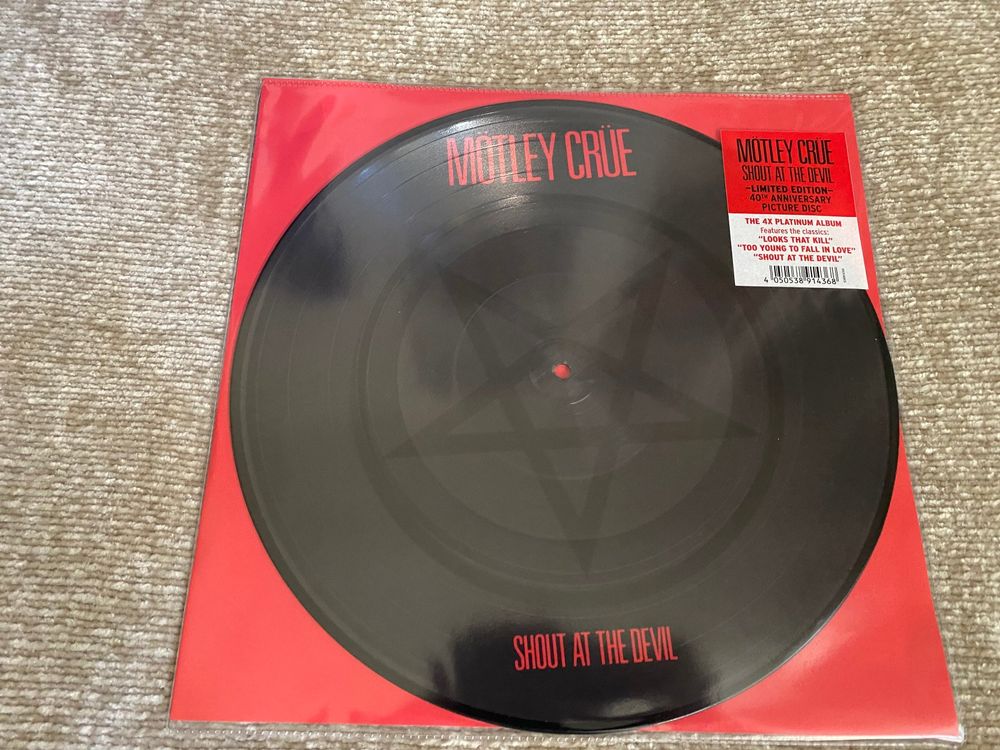 MÖTLEY CRÜE
MÖTLEY CRÜE
SHOUT AT THE DEVIL
–LIMITED EDITION–
40TH ANNIVERSARY
PICTURE DISC
THE 4X PLATINUM ALBUM
Features the classics:
"LOOKS THAT KILL"
"TOO YOUNG TO FALL IN LOVE"
"SHOUT AT THE DEVIL"
4 050538 914368
SHOUT AT THE DEVIL